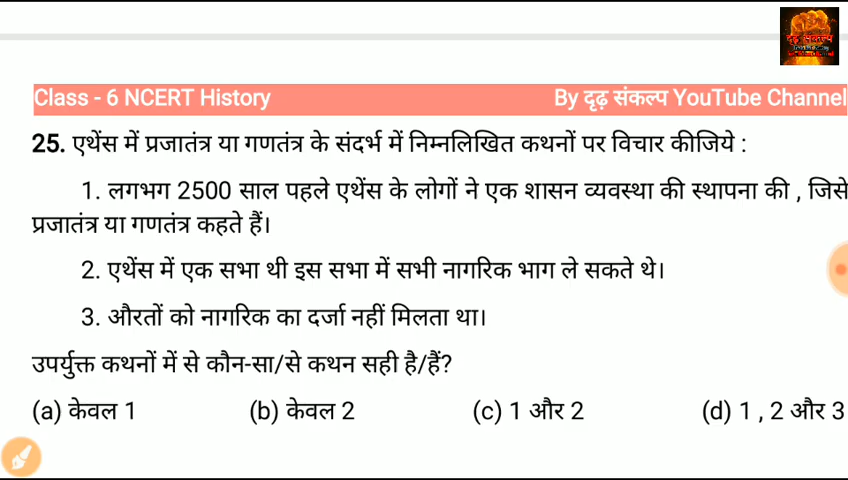 दृढ़ संकल्प
Class - 6 NCERT History By दृढ़ संकल्प YouTube Channel
25. एथेंस में प्रजातंत्र या गणतंत्र के संदर्भ में निम्नलिखित कथनों पर विचार कीजिये :
1. लगभग 2500 साल पहले एथेंस के लोगों ने एक शासन व्यवस्था की स्थापना की , जिसे
प्रजातंत्र या गणतंत्र कहते हैं।
2. एथेंस में एक सभा थी इस सभा में सभी नागरिक भाग ले सकते थे।
3. औरतों को नागरिक का दर्जा नहीं मिलता था।
उपर्युक्त कथनों में से कौन-सा/से कथन सही है/हैं?
(a) केवल 1 (b) केवल 2 (c) 1 और 2 (d) 1 , 2 और 3